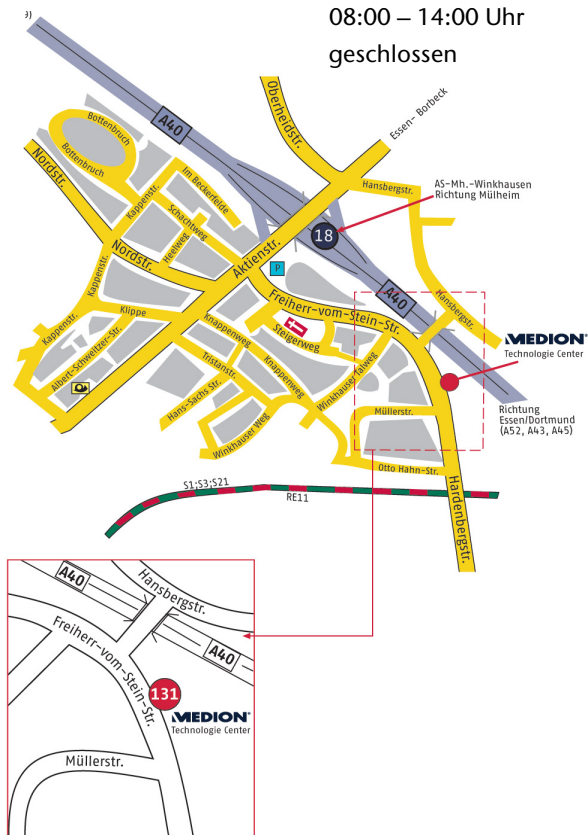 08:00 – 14:00 Uhr
geschlossen
9)
A40
Oberheidstr.
Essen- Borbeck
Bottenbruch
Bottenbruch
Nordstr.
Kappenstr.
Im Beckerfelde
Schachtweg
Heelweg
Nordstr.
Aktienstr.
Hansbergstr.
AS-Mh.-Winkhausen
Richtung Mülheim
18
P
Kappenstr.
Klippe
Freiherr-vom-Stein-Str.
A40
Hansbergstr.
Steigerweg
Knappenweg
Kappenstr.
Albert-Schweitzer-Str.
Tristanstr.
Knappenweg
Winkhauser Talweg
MEDION®
Technologie Center
Hans-Sachs Str.
Winkhauser Weg
Müllerstr.
Richtung
Essen/Dortmund
(A52, A43, A45)
Otto Hahn-Str.
S1;S3;S21
RE11
Hardenbergstr.
A40
Hansbergstr.
Freiherr-vom-Stein-Str.
A40
131
MEDION®
Technologie Center
Müllerstr.